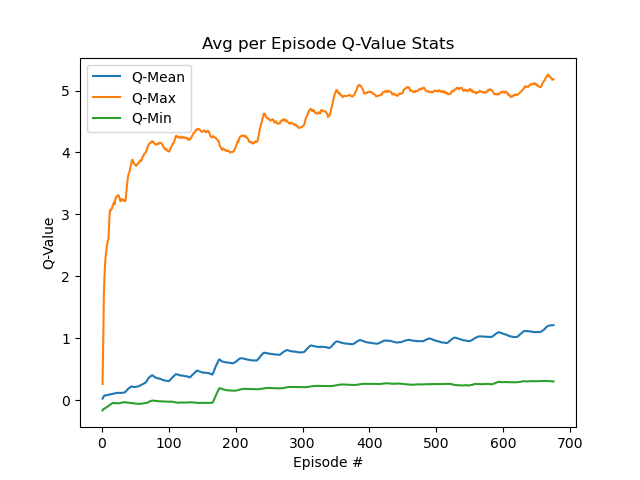 Avg per Episode Q-Value Stats
Q-Mean
Q-Max
Q-Min
Q-Value
5
4
3
2
1
0
0 100 200 300 400 500 600 700
Episode #